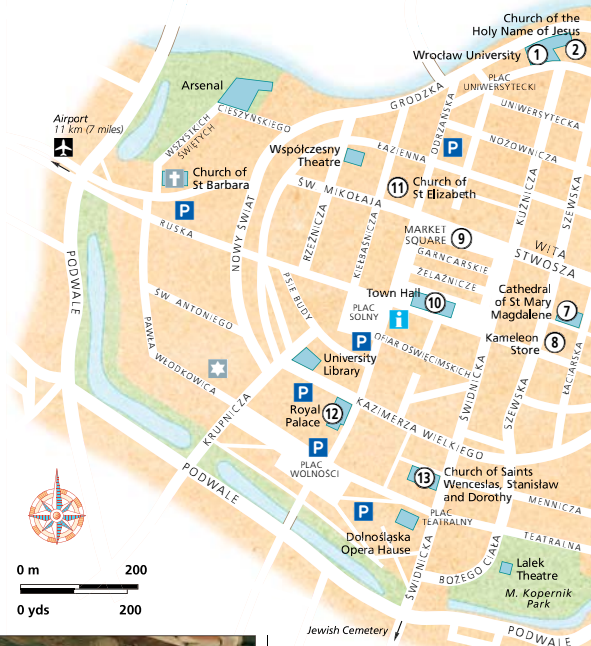 Church of the
Holy Name of Jesus
Wrocław University
1
2
PLAC
UNIWERSYTECKI
Arsenal
GRODZKA
UNIWERSYTECKA
CIESZYŃSKIEGO
WSZYSTKICH
ŚWIĘTYCH
Airport
11 km (7 miles)
ODRZAŃSKA
P
NOŻOWNICZA
Współczesny
Theatre
ŁAZIENNA
Church of
St Barbara
P
11
Church of
St Elizabeth
ŚW. MIKOŁAJA
KUŹNICZA
SZEWSKA
RUSKA
NOWY ŚWIAT
RZEŹNICZA
KIEŁBAŚNICZA
MARKET
SQUARE
9
GARNCARSKIE
ŻELAŹNICZE
WITA
STWOSZA
PODWALE
PSIE BUDY
ŚW. ANTONIEGO
Town Hall
10
Cathedral
of St Mary
Magdalene
7
PLAC
SOLNY
i
P
OFIAR OŚWIĘCIMSKICH
Kameleon
Store
8
PAWŁA
WŁODKOWICA
University
Library
ŚWIDNICKA
SZEWSKA
ŁACIARSKA
KRUPNICZA
P
Royal
Palace
12
KAZIMIERZA WIELKIEGO
P
PLAC
WOLNOŚCI
PODWALE
13
Church of Saints
Wenceslas, Stanisław
and Dorothy
MENNICZA
P
PLAC
TEATRALNY
TEATRALNA
Dolnośląska
Opera Hause
ŚWIDNICKA
BOŻEGO CIAŁA
Lalek
Theatre
M. Kopernik
Park
0 m
200
0 yds
200
Jewish Cemetery
PODWALE